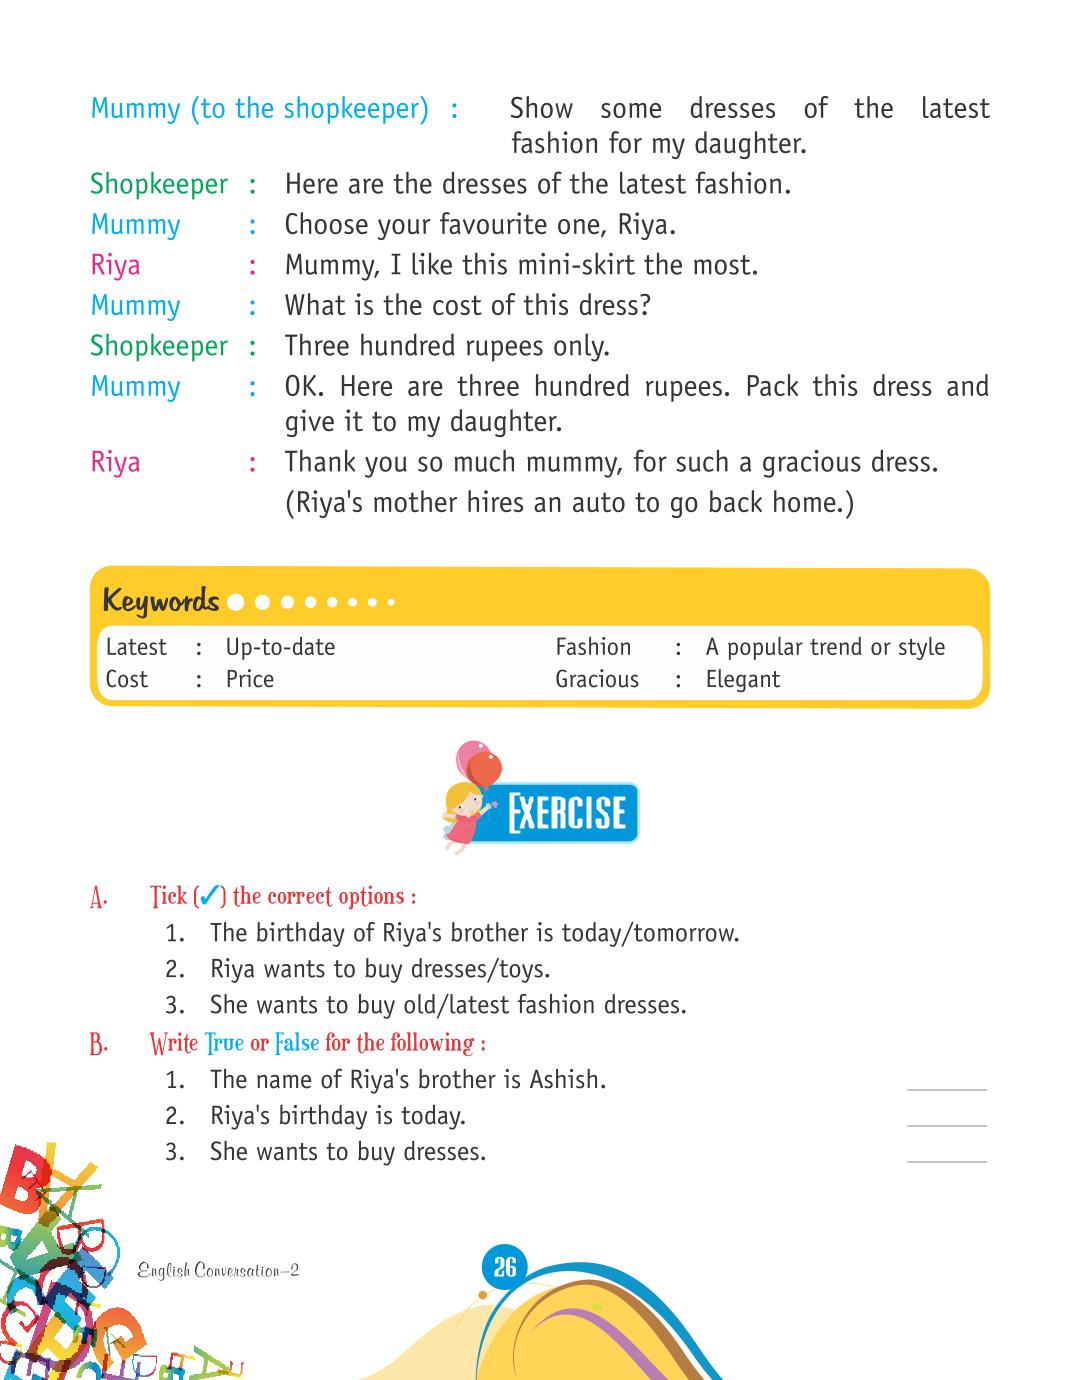 Mummy (to the shopkeeper) : Show some dresses of the latest
fashion for my daughter.
Shopkeeper : Here are the dresses of the latest fashion.
Mummy : Choose your favourite one, Riya.
Riya : Mummy, I like this mini-skirt the most.
Mummy : What is the cost of this dress?
Shopkeeper : Three hundred rupees only.
Mummy : OK. Here are three hundred rupees. Pack this dress and
give it to my daughter.
Riya : Thank you so much mummy, for such a gracious dress.
(Riya's mother hires an auto to go back home.)
Keywords
Latest : Up-to-date Fashion : A popular trend or style
Cost : Price Gracious : Elegant
EXERCISE
A. Tick (✓) the correct options :
1. The birthday of Riya's brother is today/tomorrow.
2. Riya wants to buy dresses/toys.
3. She wants to buy old/latest fashion dresses.
B. Write True or False for the following :
1. The name of Riya's brother is Ashish. ______
2. Riya's birthday is today. ______
3. She wants to buy dresses. ______
English Conversation–2 26